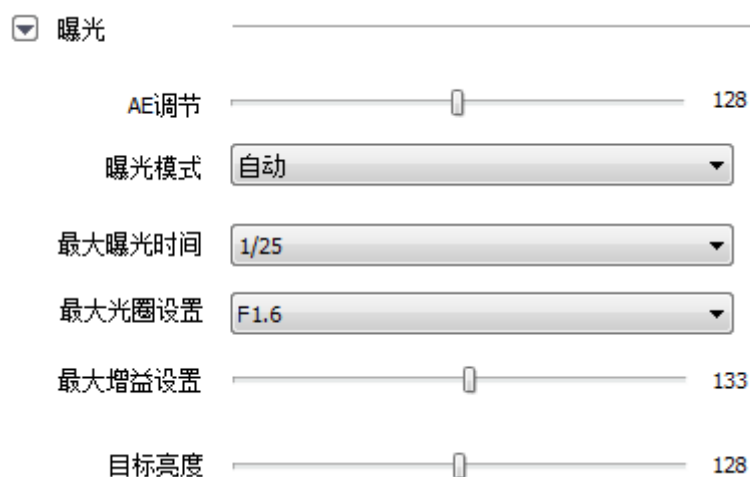 曝光
AE调节 128
曝光模式 自动
最大曝光时间 1/25
最大光圈设置 F1.6
最大增益设置 133
目标亮度 128